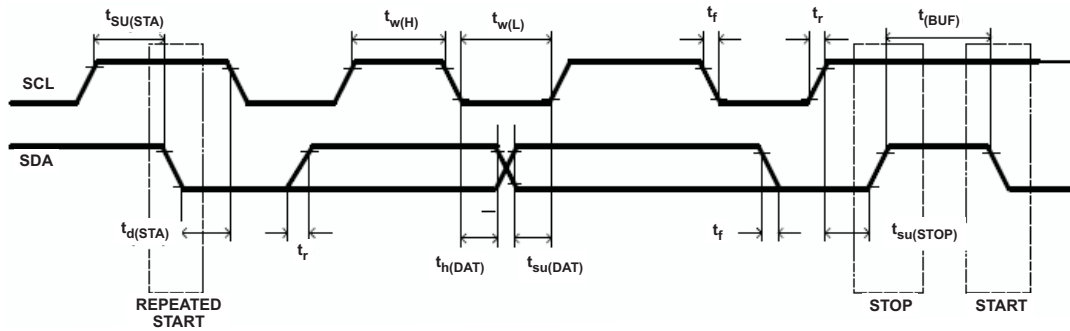 tSU(STA)
tw(H)
tw(L)
tf
tr
t(BUF)
SCL
SDA
td(STA)
tr
th(DAT)
tsu(DAT)
tf
tsu(STOP)
REPEATED
START
STOP
START